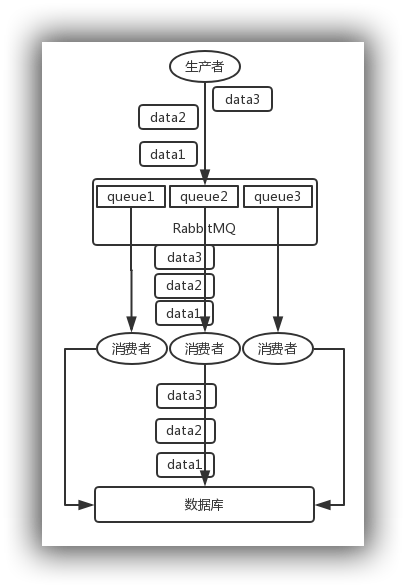 生产者
data3
data2
data1
queue1 queue2 queue3
RabbitMQ
data3
data2
data1
消费者 消费者 消费者
data3
data2
data1
数据库